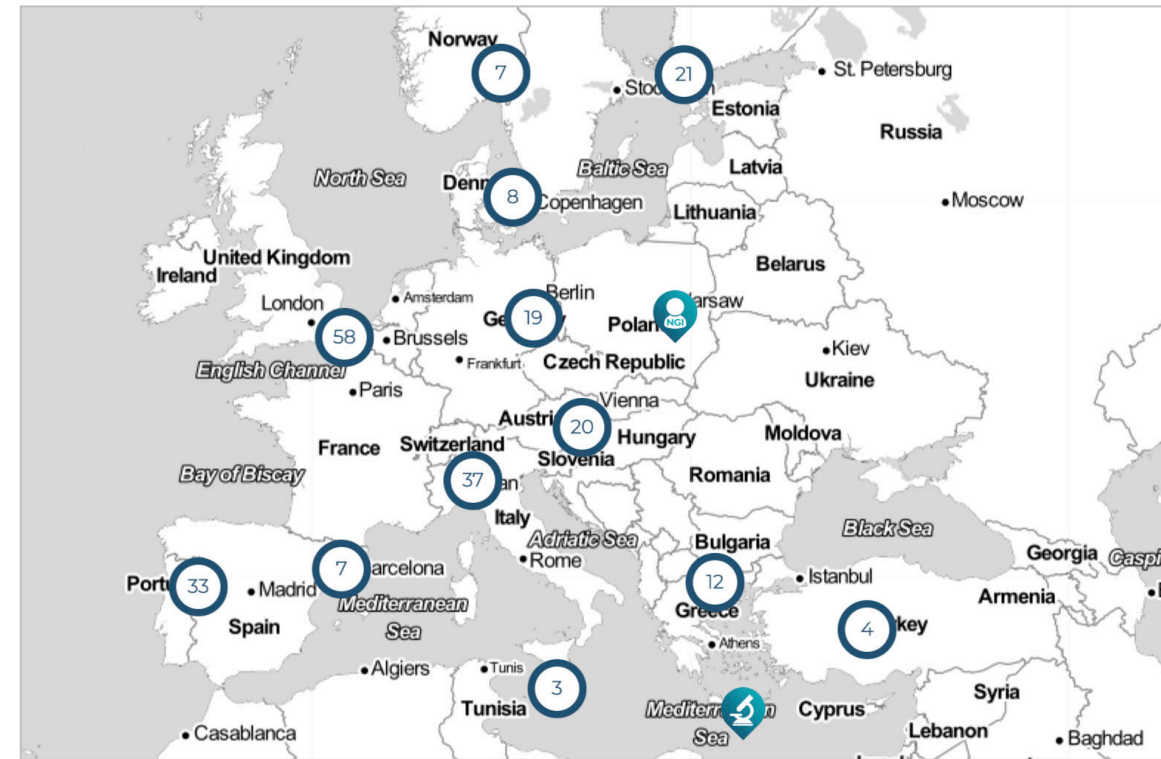 Norway
7
21
St. Petersburg
Estonia
Russia
North Sea
Baltic Sea
Latvia
8
Copenhagen
Lithuania
Moscow
United Kingdom
Ireland
Belarus
London
Amsterdam
Berlin
19
NGI
58
Brussels
Kiev
English Channel
Frankfurt
Czech Republic
Ukraine
Paris
Vienna
20
France
Switzerland
Hungary
Moldova
Slovenia
Bay of Biscay
37
Romania
Italy
Adriatic Sea
Black Sea
Bulgaria
Rome
Georgia
7
33
Madrid
12
Istanbul
Armenia
Mediterranean
Sea
Spain
Greece
4
Athens
Algiers
Tunis
3
Tunisia
Syria
Cyprus
Sea
Casablanca
Lebanon
Baghdad